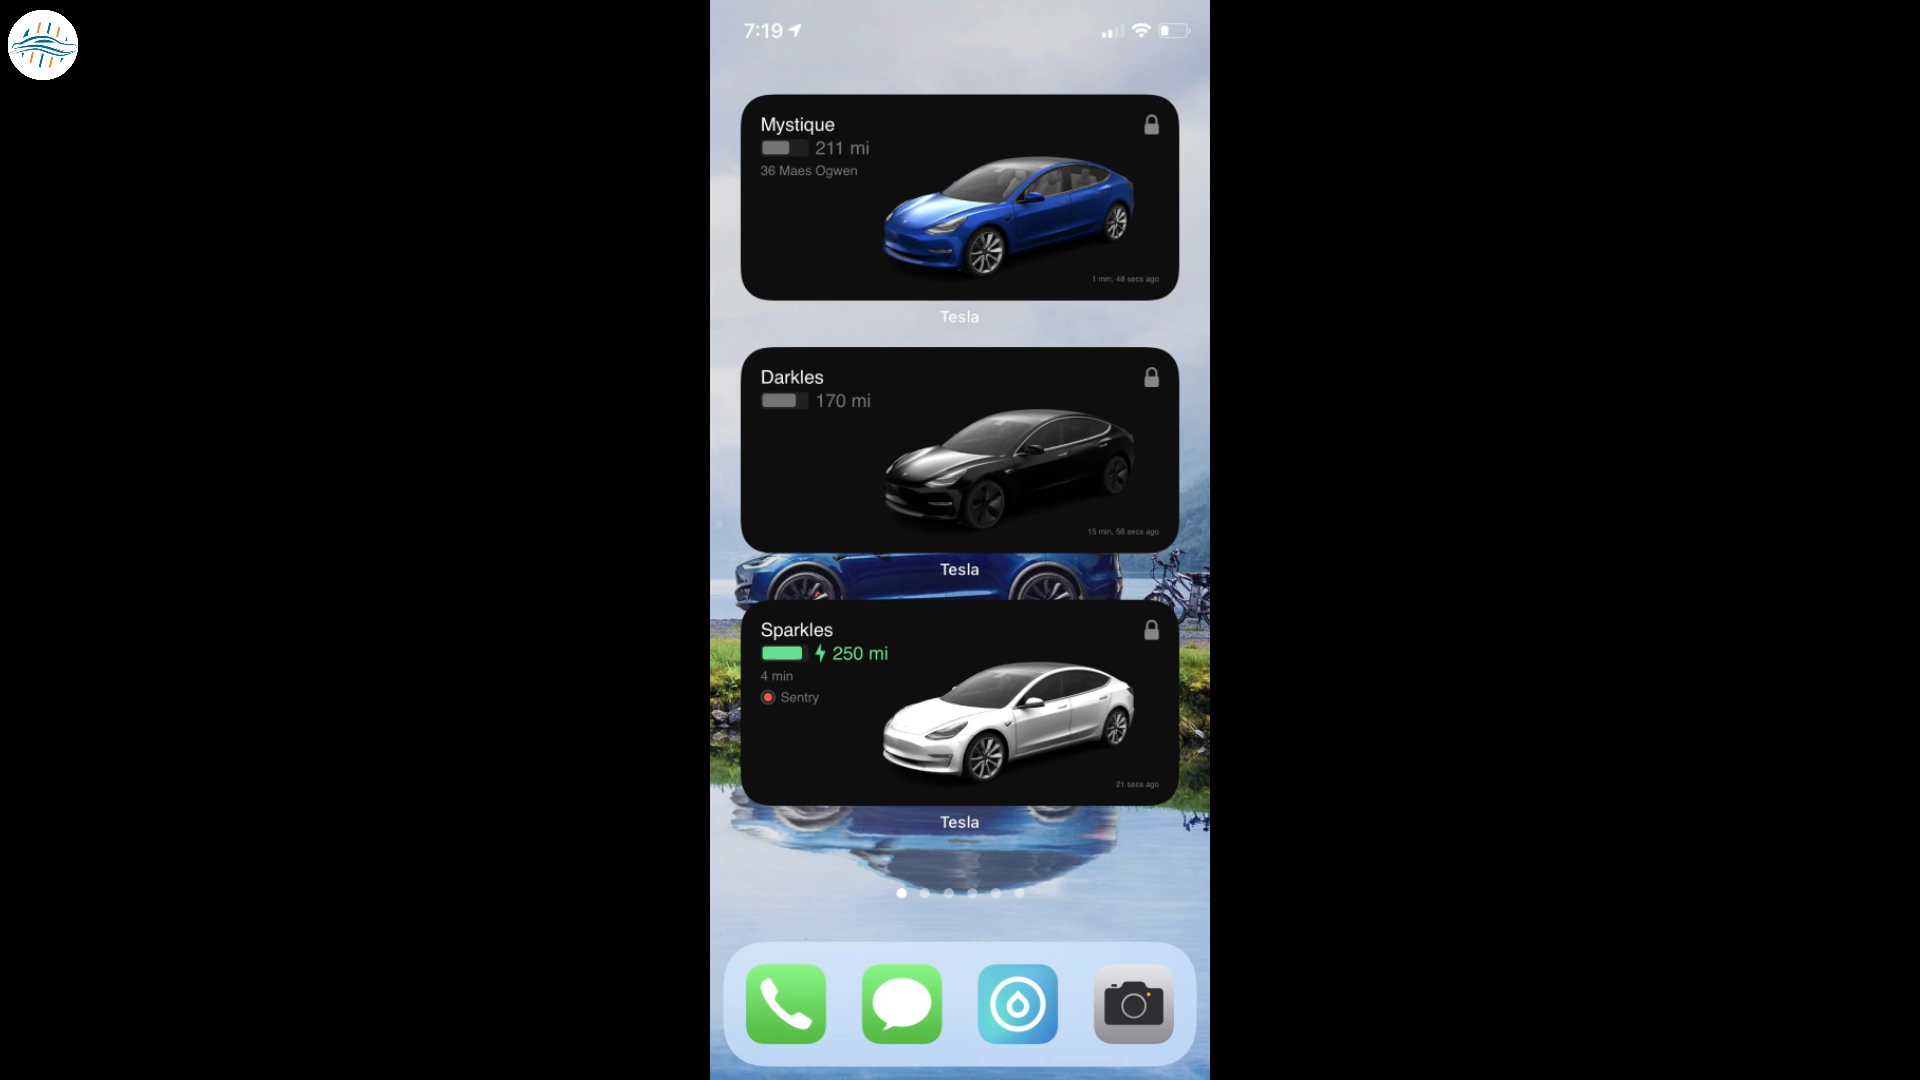 7:19
Mystique
211 mi
36 Maes Ogwen
1 min, 48 secs ago
Tesla
Darkles
170 mi
15 min, 56 secs ago
Tesla
Sparkles
250 mi
4 min
Sentry
21 secs ago
Tesla